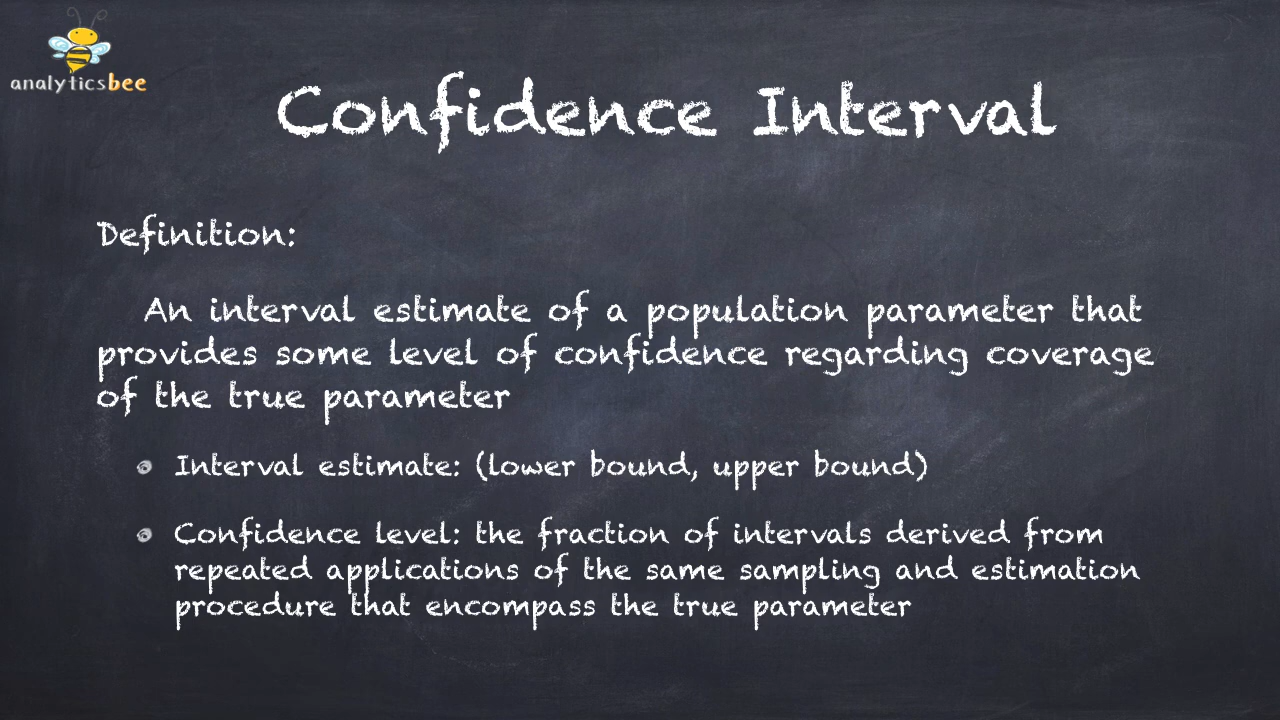 analyticsbee
Confidence Interval
Definition:
An interval estimate of a population parameter that
provides some level of confidence regarding coverage
of the true parameter
Interval estimate: (lower bound, upper bound)
Confidence level: the fraction of intervals derived from
repeated applications of the same sampling and estimation
procedure that encompass the true parameter